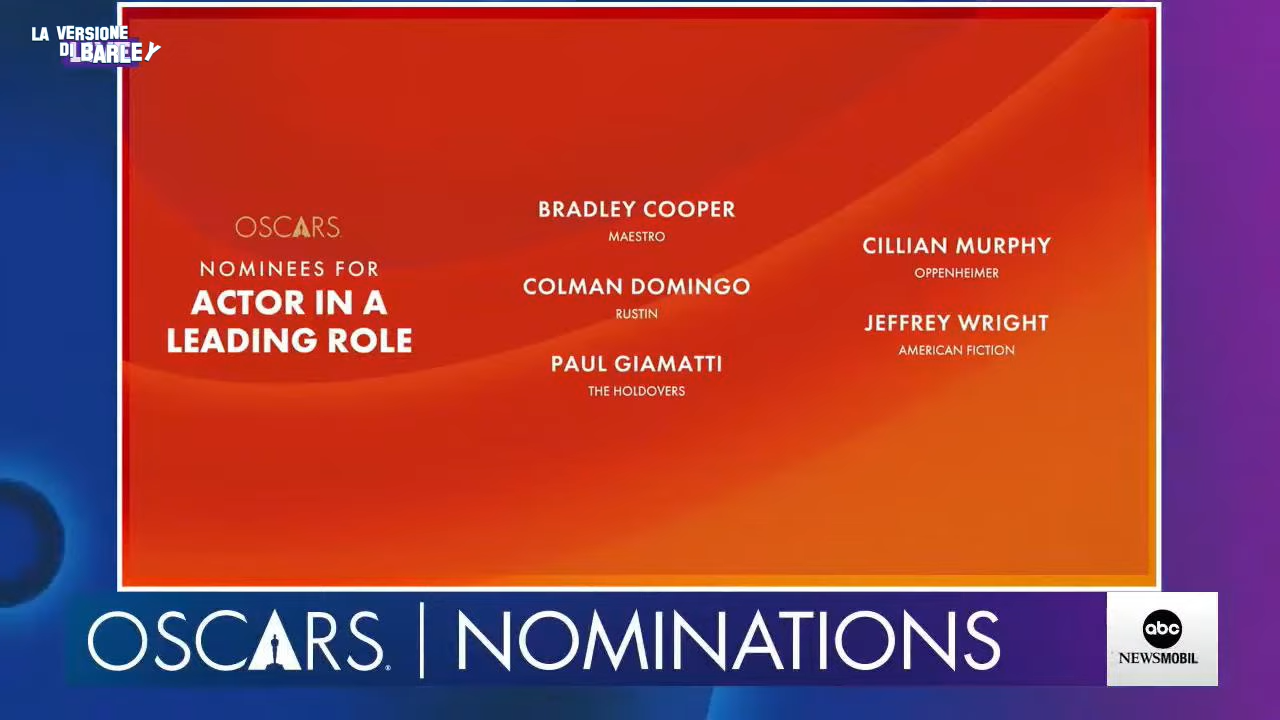 LA VERSIONE
DI BARLEY
OSCARS
NOMINEES FOR
ACTOR IN A
LEADING ROLE
BRADLEY COOPER
MAESTRO
COLMAN DOMINGO
RUSTIN
PAUL GIAMATTI
THE HOLDOVERS
CILLIAN MURPHY
OPPENHEIMER
JEFFREY WRIGHT
AMERICAN FICTION
OSCARS® | NOMINATIONS
abc
NEWSMOBIL